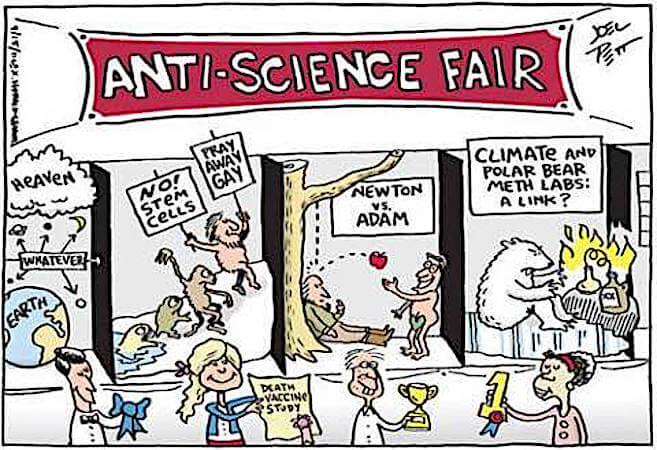 ANTI-SCIENCE FAIR
JOEL
PETT
HEAVEN
WHATEVER
EARTH
NO!
STEM
CELLS
PRAY
AWAY
GAY
NEWTON
VS.
ADAM
CLIMATE AND
POLAR BEAR
METH LABS:
A LINK?
DEATH
VACCINE
STUDY
1